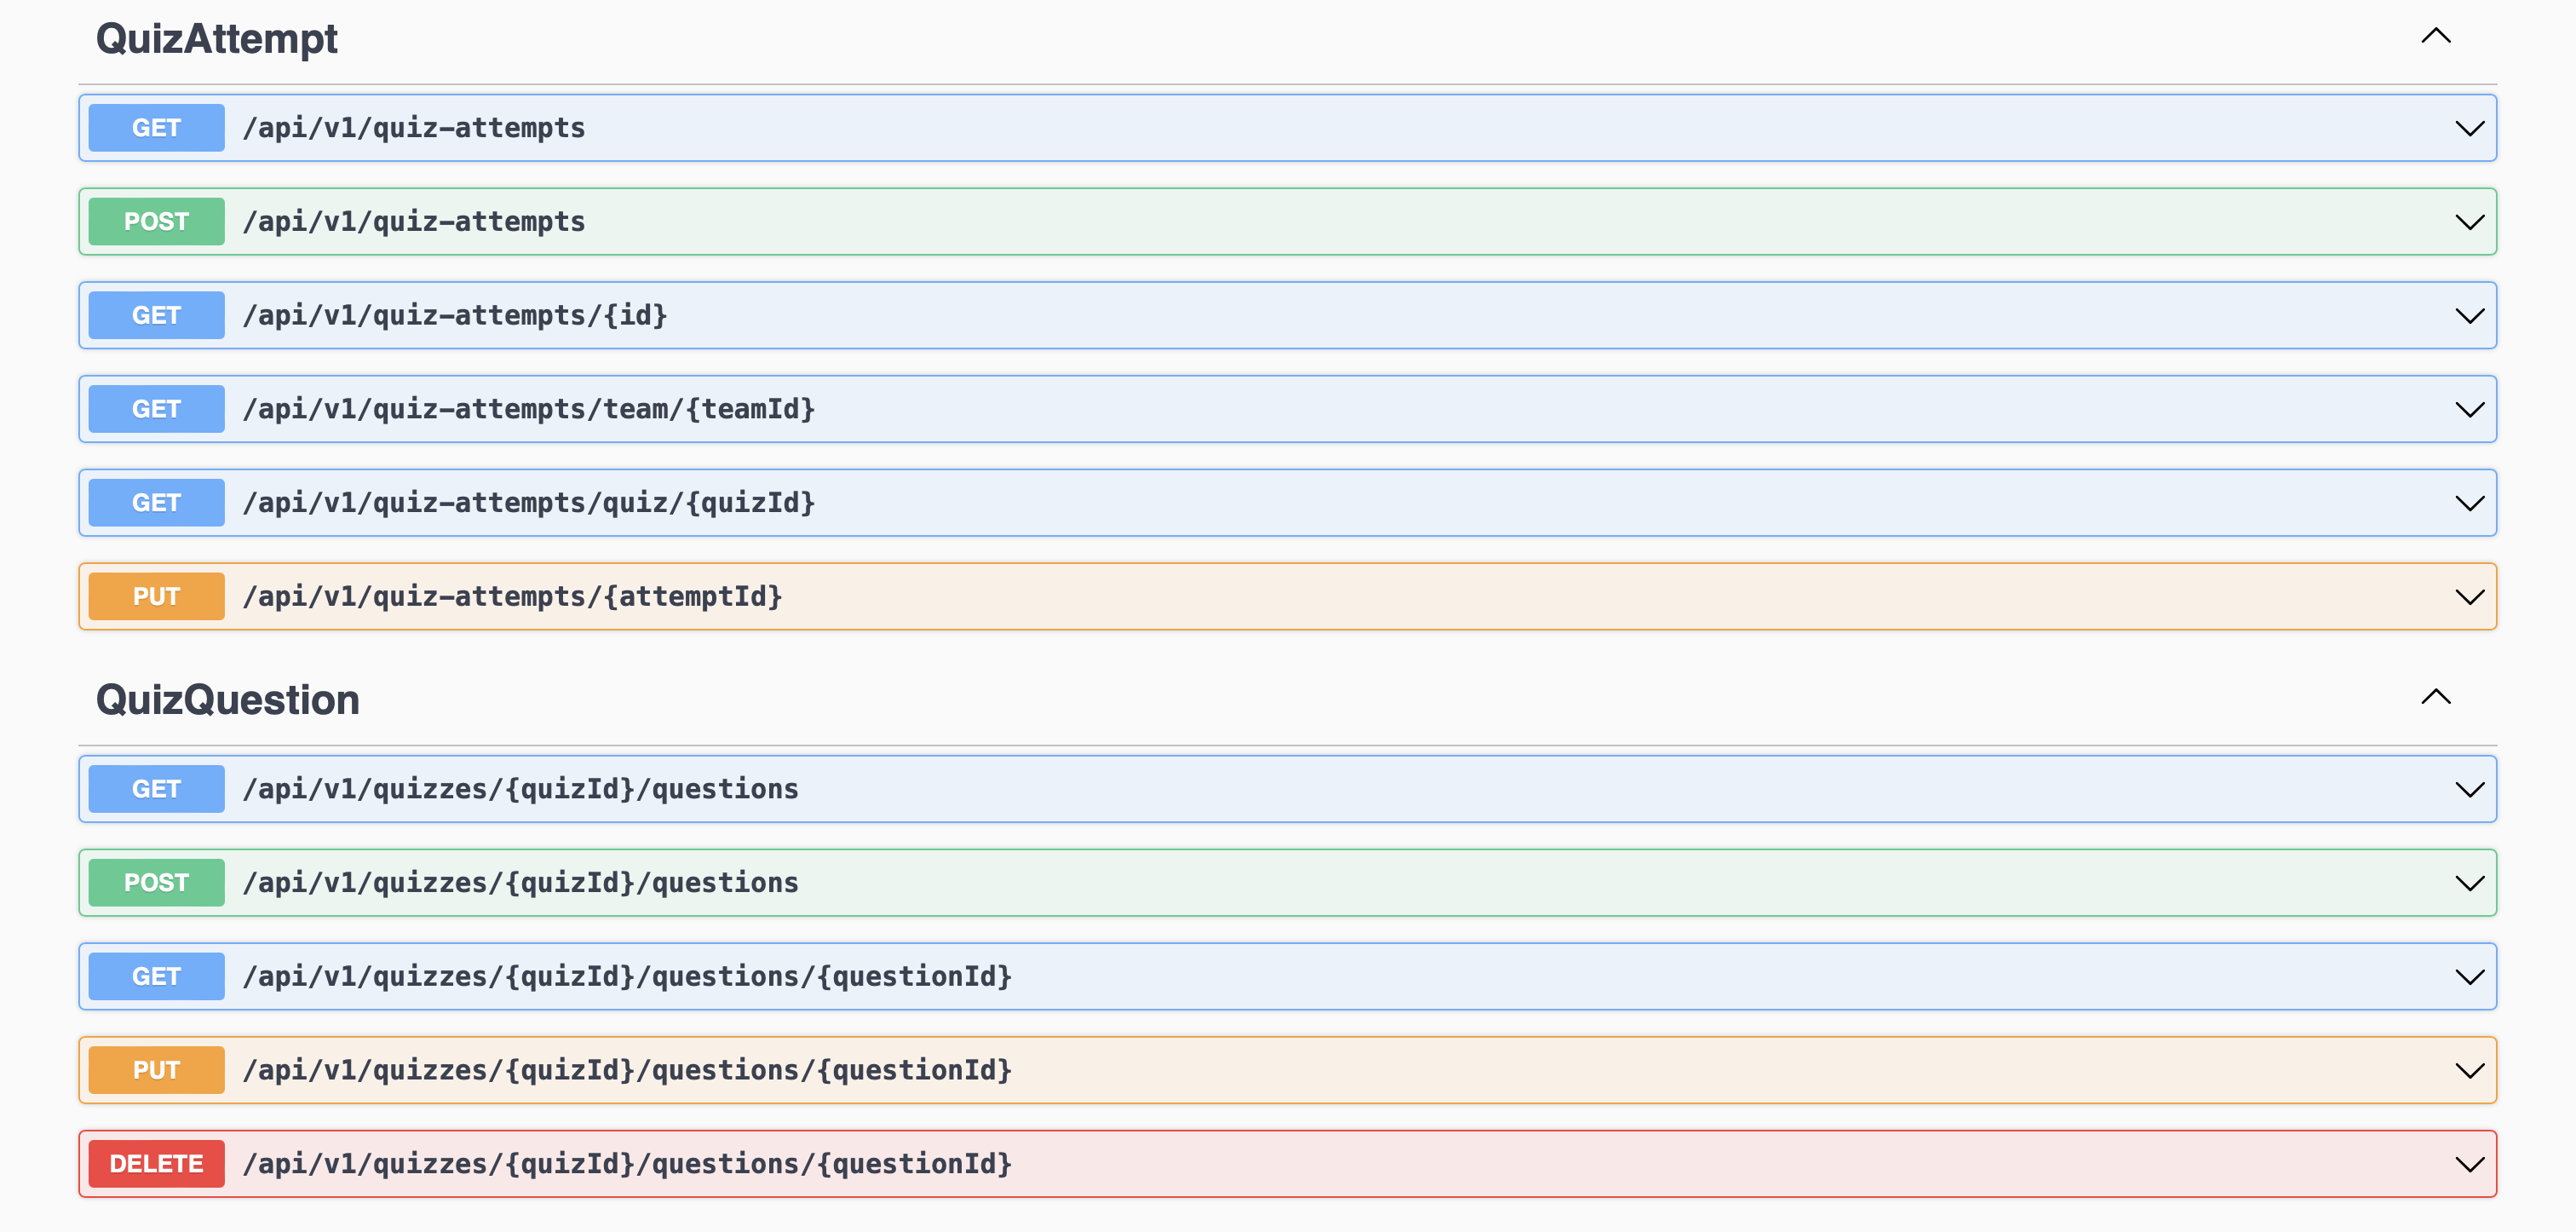 QuizAttempt
GET /api/v1/quiz-attempts
POST /api/v1/quiz-attempts
GET /api/v1/quiz-attempts/{id}
GET /api/v1/quiz-attempts/team/{teamId}
GET /api/v1/quiz-attempts/quiz/{quizId}
PUT /api/v1/quiz-attempts/{attemptId}
QuizQuestion
GET /api/v1/quizzes/{quizId}/questions
POST /api/v1/quizzes/{quizId}/questions
GET /api/v1/quizzes/{quizId}/questions/{questionId}
PUT /api/v1/quizzes/{quizId}/questions/{questionId}
DELETE /api/v1/quizzes/{quizId}/questions/{questionId}